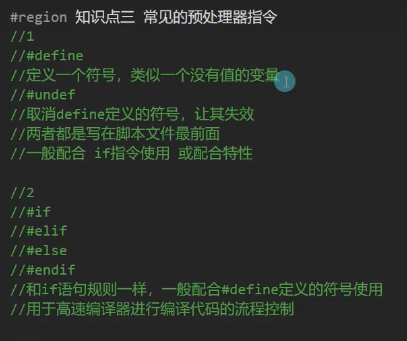 #region 知识点三 常见的预处理器指令
//1
//#define
//定义一个符号，类似一个没有值的变量
//#undef
//取消define定义的符号，让其失效
//两者都是写在脚本文件最前面
//一般配合 if指令使用 或配合特性
//2
//#if
//#elif
//#else
//#endif
//和if语句规则一样，一般配合#define定义的符号使用
//用于高速编译器进行编译代码的流程控制